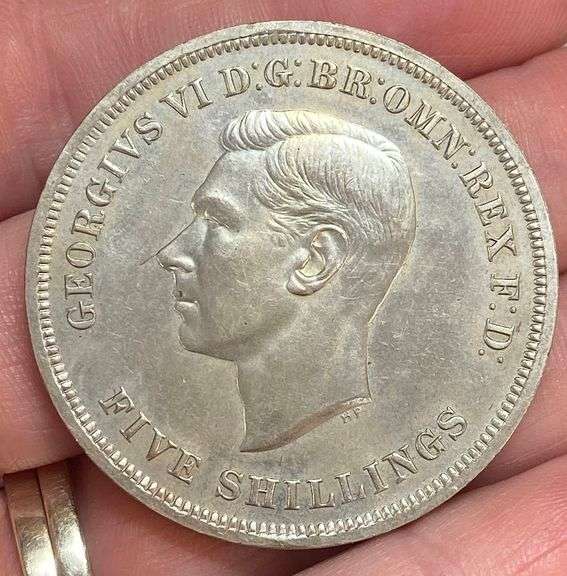 GEORGIVS VI D:G:BR:OMN:REX F:D:
HP
FIVE SHILLINGS